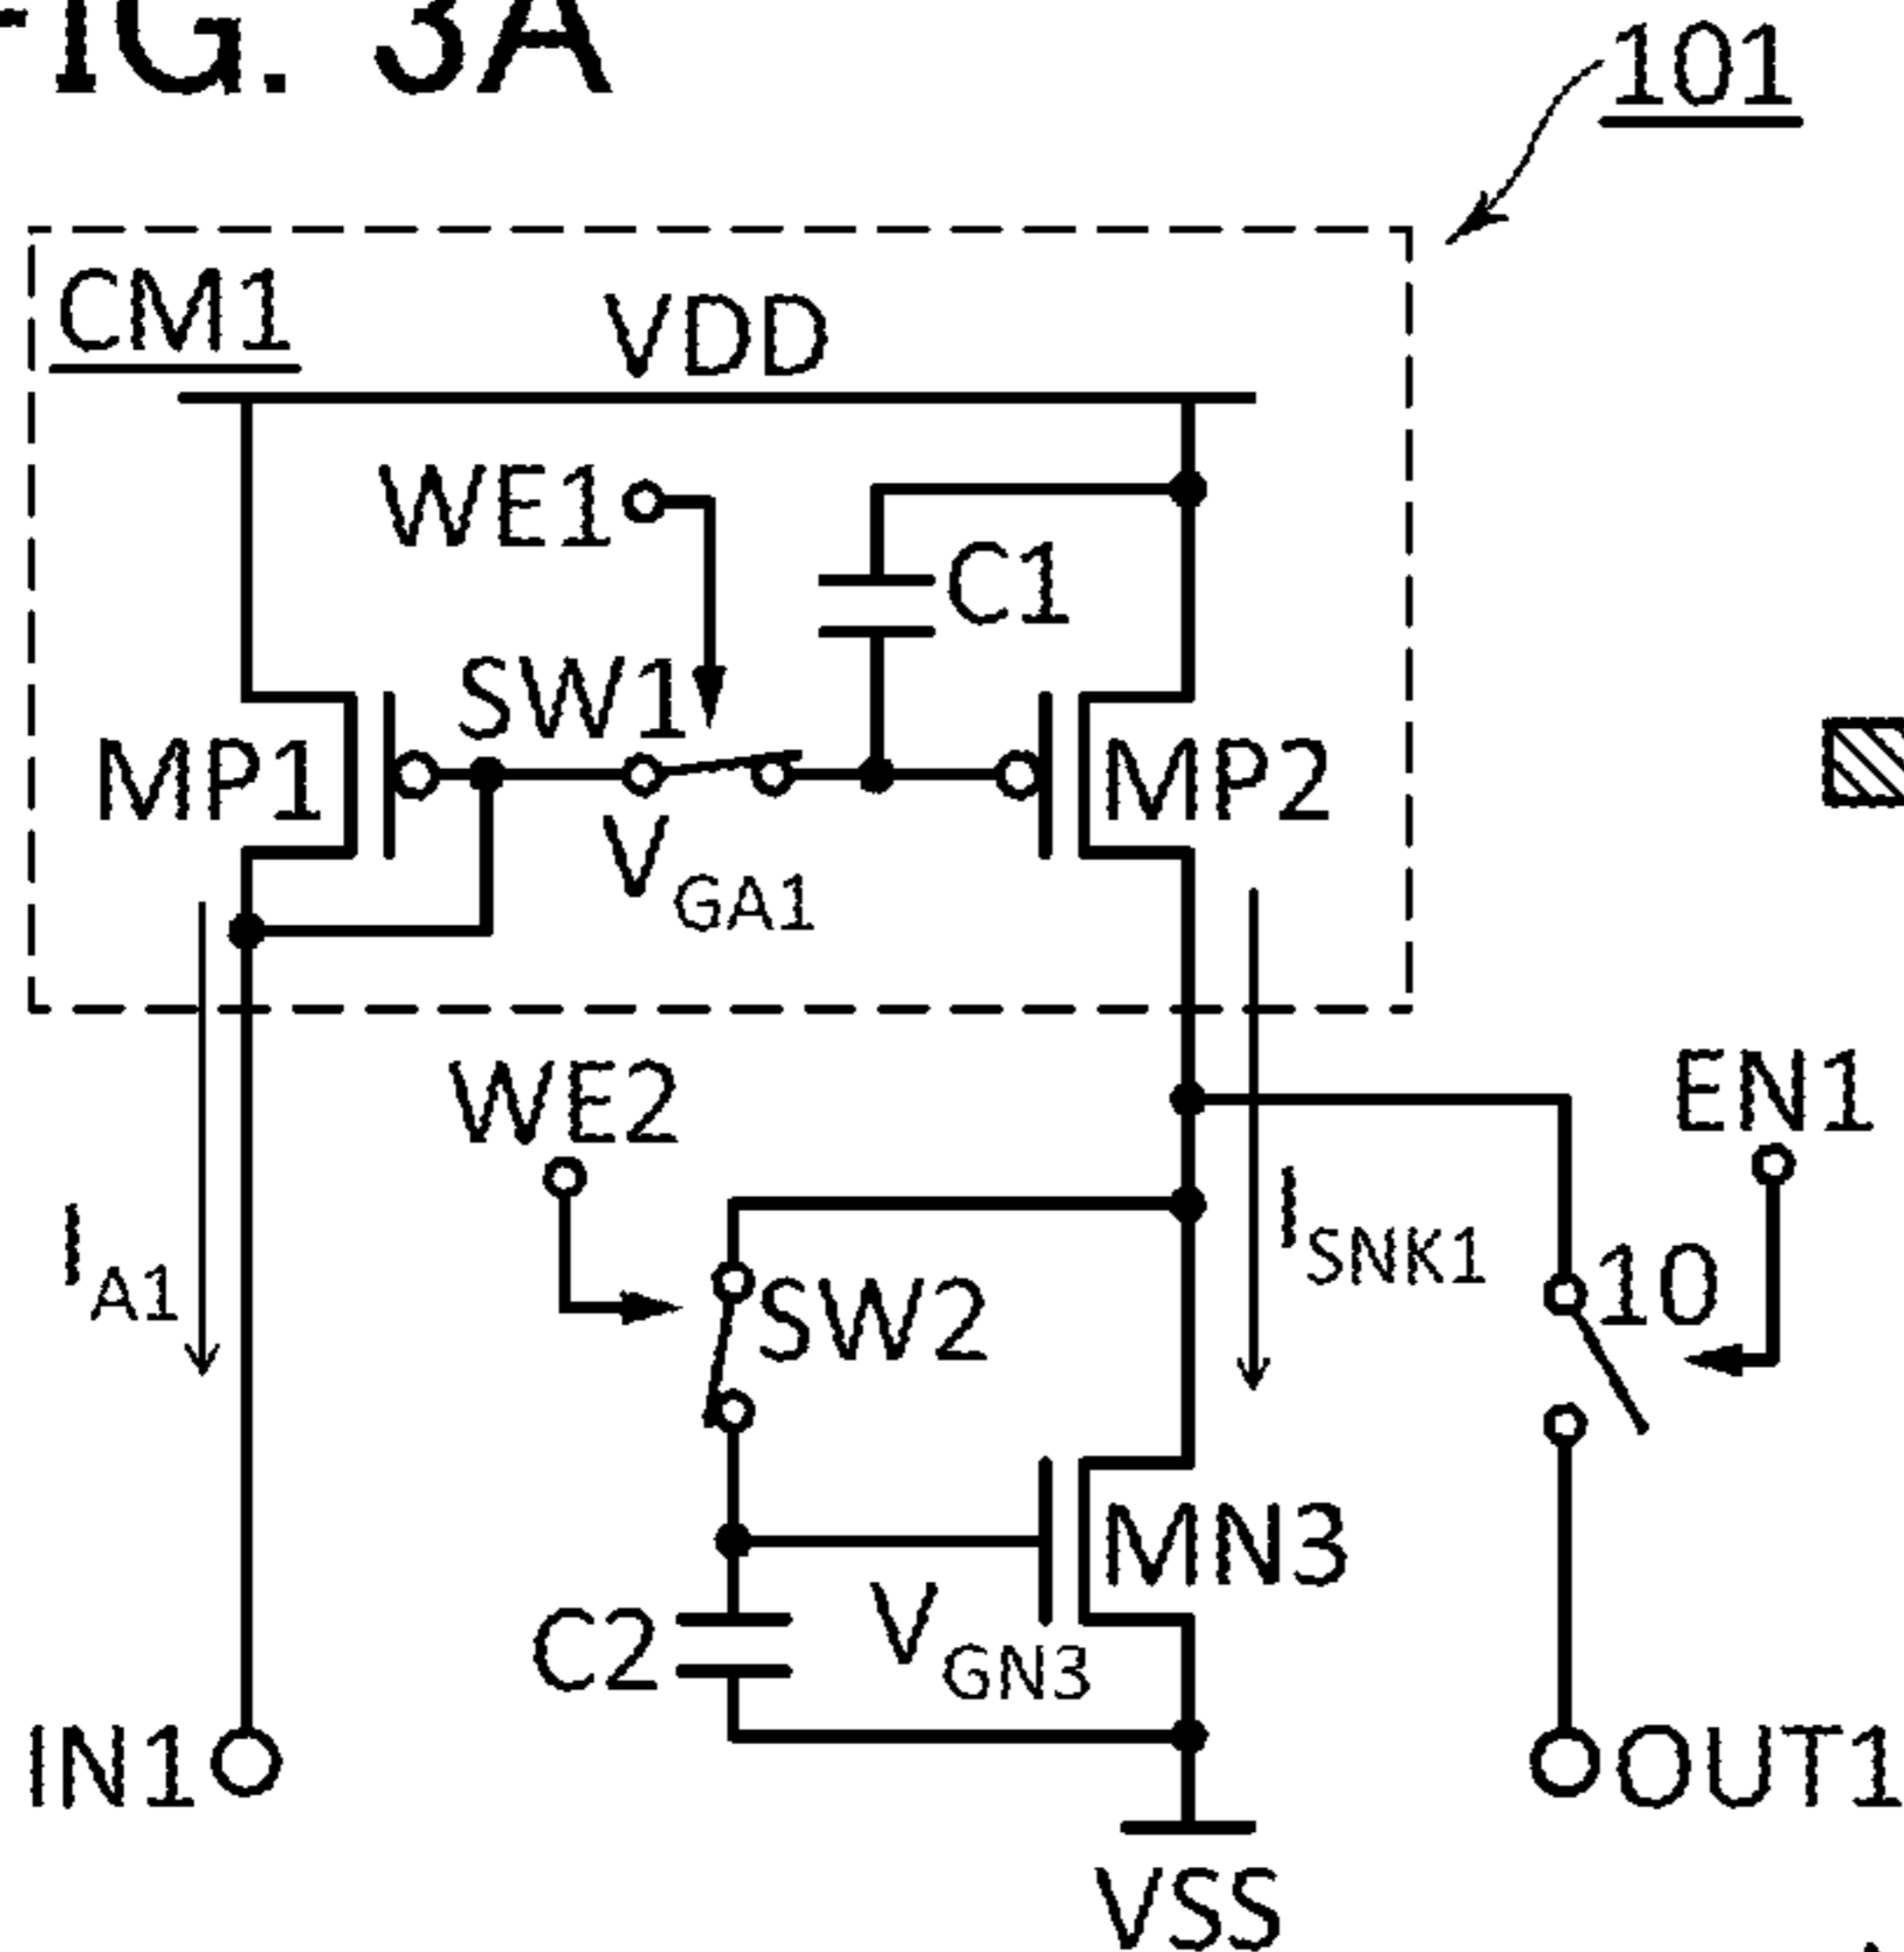 FIG. 3A
101
CM1
VDD
WE1
C1
SW1
MP1
MP2
VGA1
WE2
EN1
IA1
ISNK1
SW2
10
MN3
C2
VGN3
IN1
OUT1
VSS